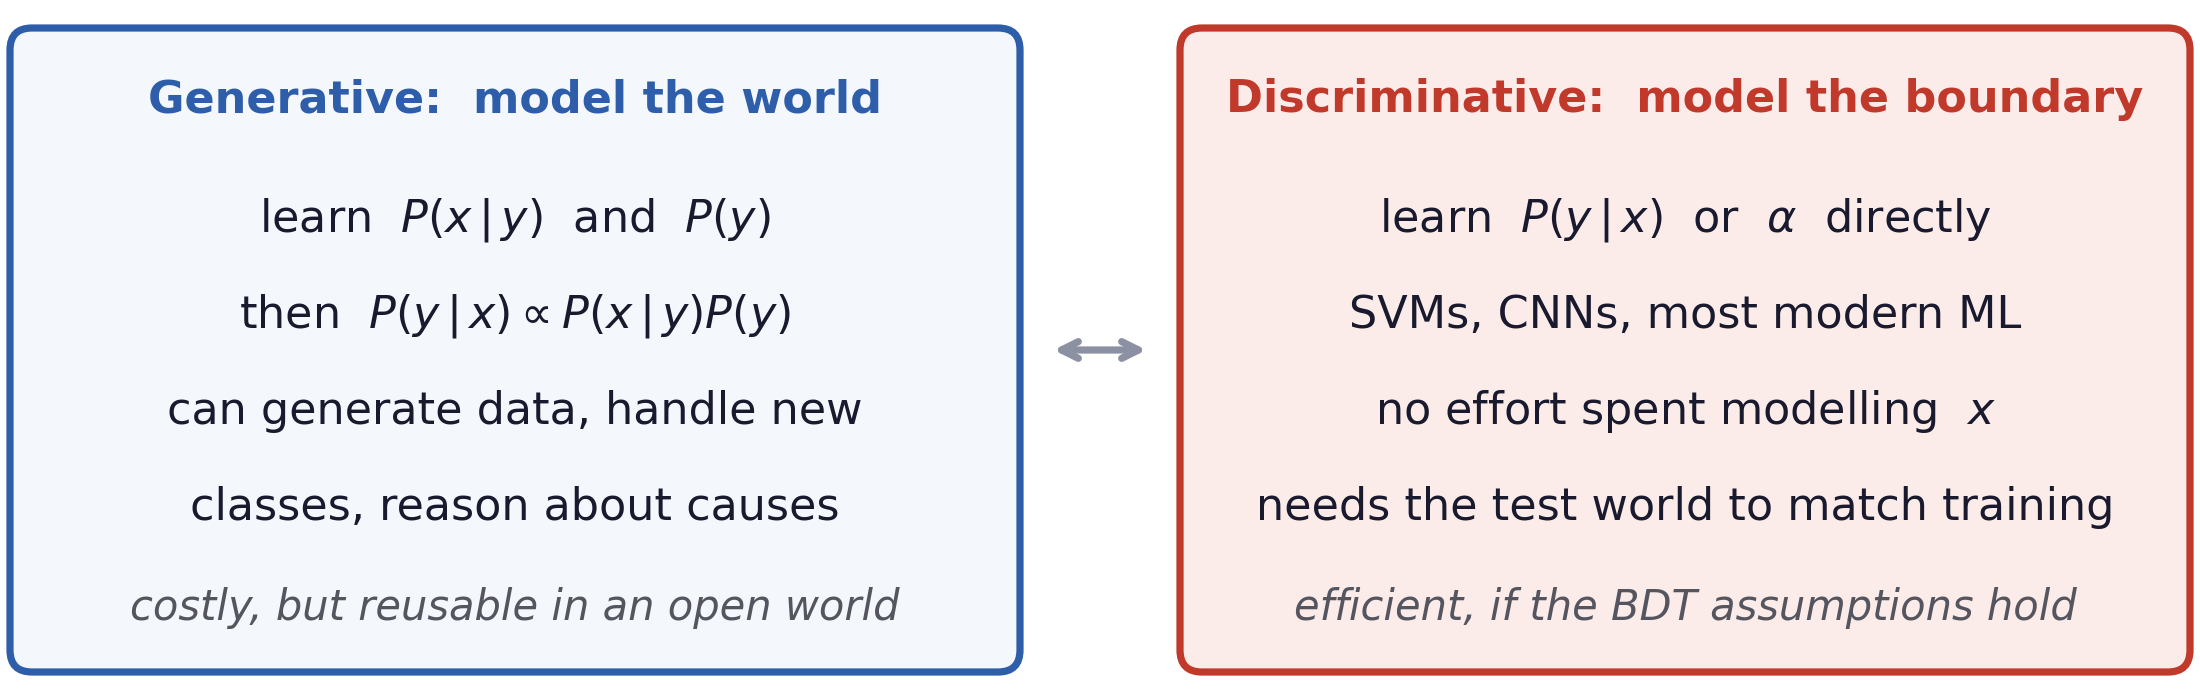 Generative: model the world
learn P(x | y) and P(y)
then P(y | x) ∝ P(x | y)P(y)
can generate data, handle new
classes, reason about causes
costly, but reusable in an open world
Discriminative: model the boundary
learn P(y | x) or α directly
SVMs, CNNs, most modern ML
no effort spent modelling x
needs the test world to match training
efficient, if the BDT assumptions hold